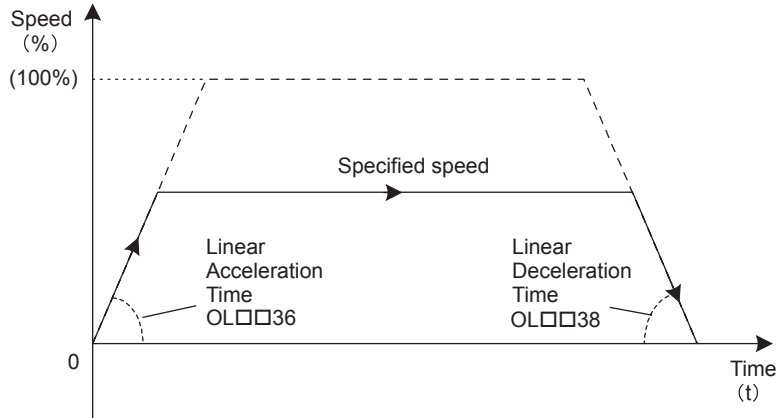 Speed
(%)
(100%)
Specified speed
Linear
Acceleration
Time
OL□□36
Linear
Deceleration
Time
OL□□38
0
Time
(t)